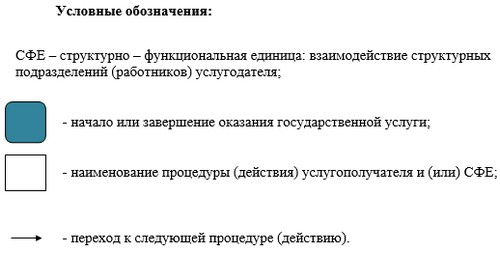 Условные обозначения:
СФЕ – структурно – функциональная единица: взаимодействие структурных
подразделений (работников) услугодателя;
- начало или завершение оказания государственной услуги;
- наименование процедуры (действия) услугополучателя и (или) СФЕ;
- переход к следующей процедуре (действию).